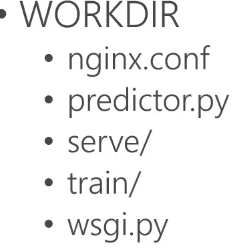 • WORKDIR
• nginx.conf
• predictor.py
• serve/
• train/
• wsgi.py